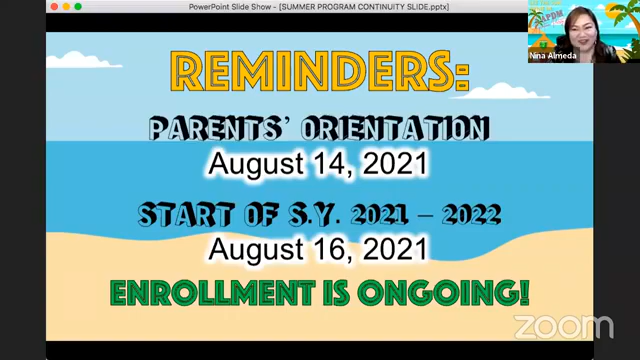 PowerPoint Slide Show - [SUMMER PROGRAM CONTINUITY SLIDE.pptx]
REMINDERS:
PARENTS' ORIENTATION
August 14, 2021
START OF S.Y. 2021 – 2022
August 16, 2021
ENROLLMENT IS ONGOING!
Nina Almeda
zoom